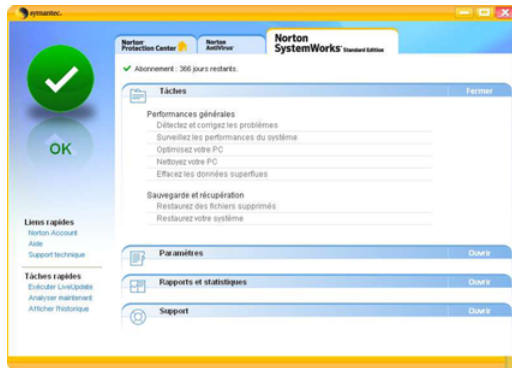 symantec.
Norton Protection Center
Norton AntiVirus
Norton SystemWorks Standard Edition
Abonnement : 366 jours restants.
OK
Tâches
Fermer
Performances générales
Détectez et corrigez les problèmes
Surveillez les performances du système
Optimisez votre PC
Nettoyez votre PC
Effacez les données superflues
Sauvegarde et récupération
Restaurez des fichiers supprimés
Restaurez votre système
Paramètres
Ouvrir
Rapports et statistiques
Ouvrir
Support
Ouvrir
Liens rapides
Norton Account
Aide
Support technique
Tâches rapides
Exécuter LiveUpdate
Analyser maintenant
Afficher l'historique